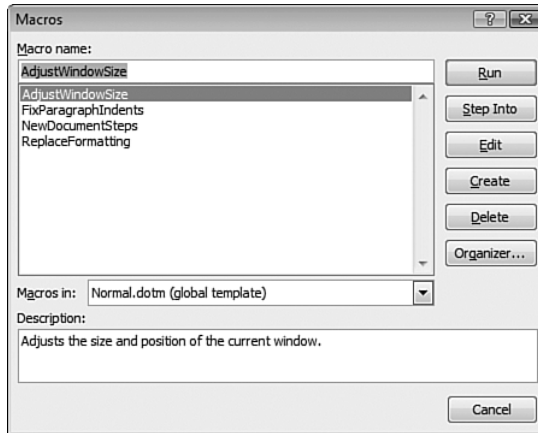 Macros
Macro name:
AdjustWindowSize
Run
AdjustWindowSize
FixParagraphIndents
NewDocumentSteps
ReplaceFormatting
Step Into
Edit
Create
Delete
Organizer...
Macros in: Normal.dotm (global template)
Description:
Adjusts the size and position of the current window.
Cancel